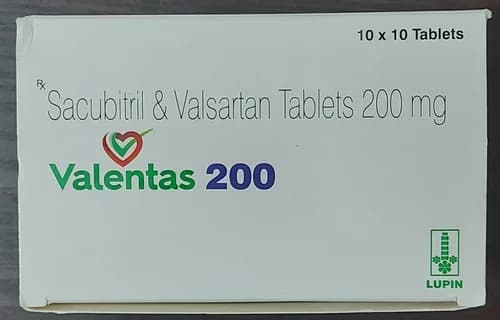 10 x 10 Tablets
Rx
Sacubitril & Valsartan Tablets 200 mg
Valentas 200
LUPIN